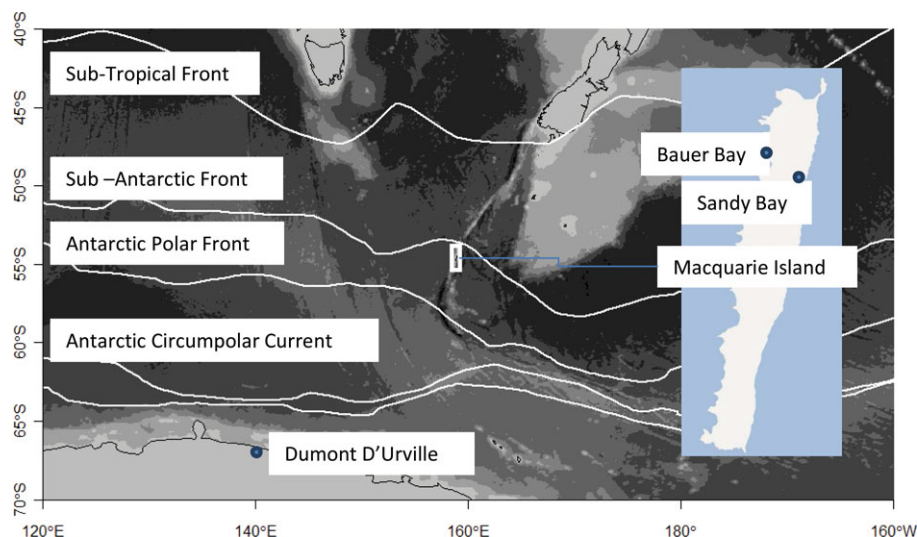 40°S
Sub-Tropical Front
45°S
Bauer Bay
50°S
Sub –Antarctic Front
Sandy Bay
Antarctic Polar Front
55°S
Macquarie Island
60°S
Antarctic Circumpolar Current
65°S
Dumont D’Urville
70°S
120°E
140°E
160°E
180°
160°W